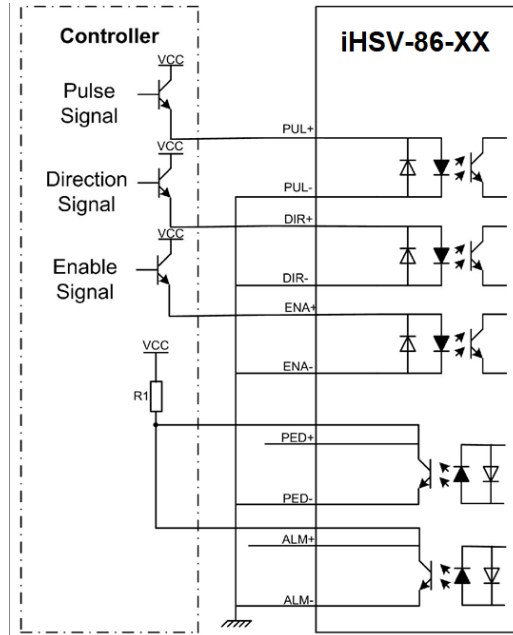 Controller
iHSV-86-XX
VCC
Pulse
Signal
PUL+
VCC
Direction
Signal
PUL-
DIR+
VCC
Enable
Signal
DIR-
ENA+
VCC
ENA-
R1
PED+
PED-
ALM+
ALM-